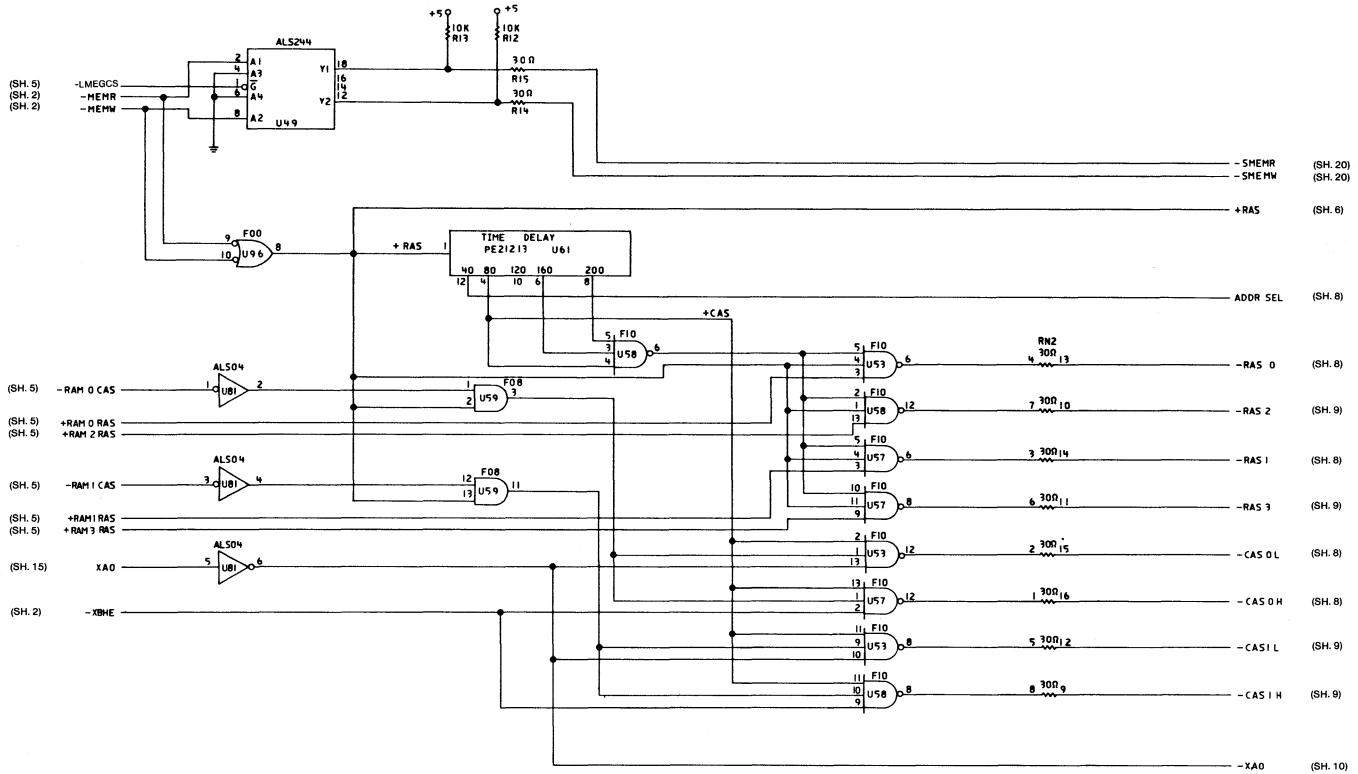 +5 +5
10K R13
10K R12
ALS244
2 A1
4 A3
1 G
6 A4
8 A2
Y1 18
16
14
Y2 12
U49
30Ω
R15
30Ω
R14
(SH. 5) -LMEGCS
(SH. 2) -MEMR
(SH. 2) -MEMW
-SMEMR (SH. 20)
-SMEMW (SH. 20)
+RAS (SH. 6)
F00
9
10 U96 8
+RAS 1
TIME DELAY
PE21213 U61
40 80 120 160 200
12 4 10 6 8
ADDR SEL (SH. 8)
+CAS
F10
5
3 U58 6
4
F10
5
4 U53 6
3
RN2
30Ω
4 13
-RAS 0 (SH. 8)
ALS04
(SH. 5) -RAM 0 CAS 1 U81 2
F08
1
2 U59 3
F10
2
1 U58 12
13
7 30Ω 10
-RAS 2 (SH. 9)
(SH. 5) +RAM 0 RAS
(SH. 5) +RAM 2 RAS
F10
5
4 U57 6
3
3 30Ω 14
-RAS 1 (SH. 8)
ALS04
(SH. 5) -RAM 1 CAS 3 U81 4
F08
12
13 U59 11
F10
10
11 U57 8
9
6 30Ω 11
-RAS 3 (SH. 9)
(SH. 5) +RAM 1 RAS
(SH. 5) +RAM 3 RAS
ALS04
(SH. 15) XA0 5 U81 6
F10
2
1 U53 12
13
2 30Ω 15
-CAS 0L (SH. 8)
(SH. 2) -XBHE
F10
13
1 U57 12
2
1 30Ω 16
-CAS 0H (SH. 8)
F10
11
9 U53 8
10
5 30Ω 12
-CAS1L (SH. 9)
F10
11
10 U58 8
9
8 30Ω 9
-CAS 1H (SH. 9)
-XA0 (SH. 10)